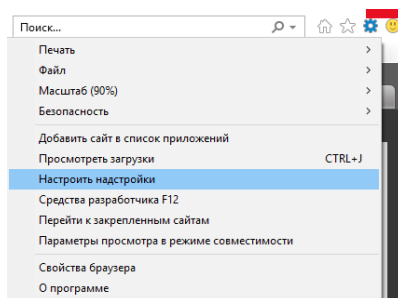 Поиск...
Печать
Файл
Масштаб (90%)
Безопасность
Добавить сайт в список приложений
Просмотреть загрузки CTRL+J
Настроить надстройки
Средства разработчика F12
Перейти к закрепленным сайтам
Параметры просмотра в режиме совместимости
Свойства браузера
О программе